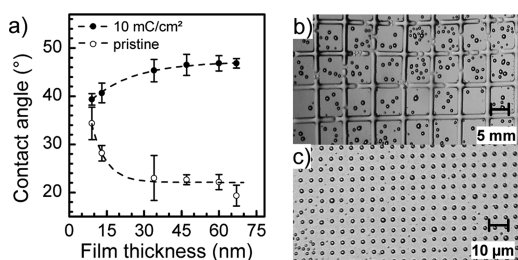 a)
10 mC/cm²
pristine
Contact angle (°)
50
40
30
20
0
15
30
45
60
75
Film thickness (nm)
b)
5 mm
c)
10 µm